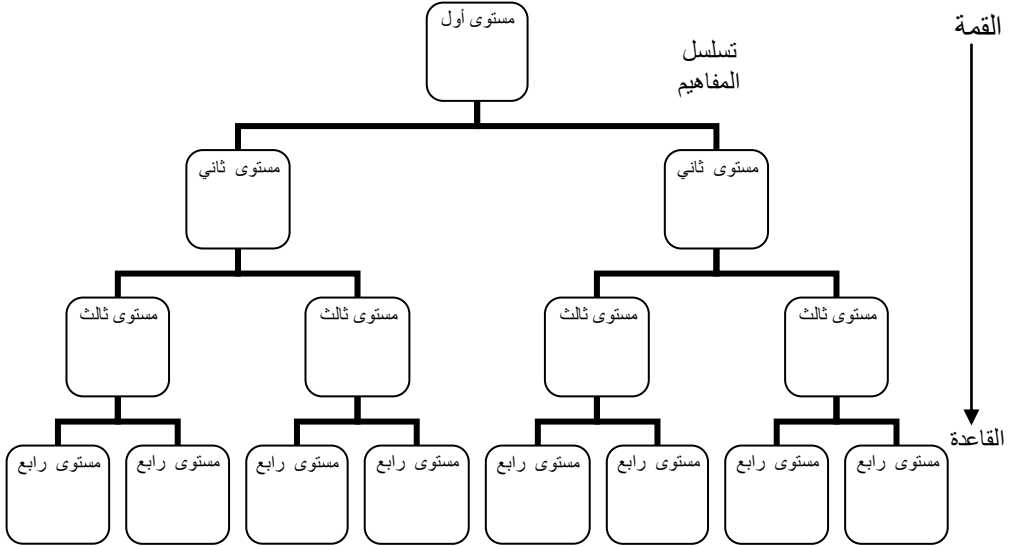 مستوى أول
القمة
تسلسل
المفاهيم
مستوى ثاني
مستوى ثاني
مستوى ثالث
مستوى ثالث
مستوى ثالث
مستوى ثالث
القاعدة
مستوى رابع
مستوى رابع
مستوى رابع
مستوى رابع
مستوى رابع
مستوى رابع
مستوى رابع
مستوى رابع